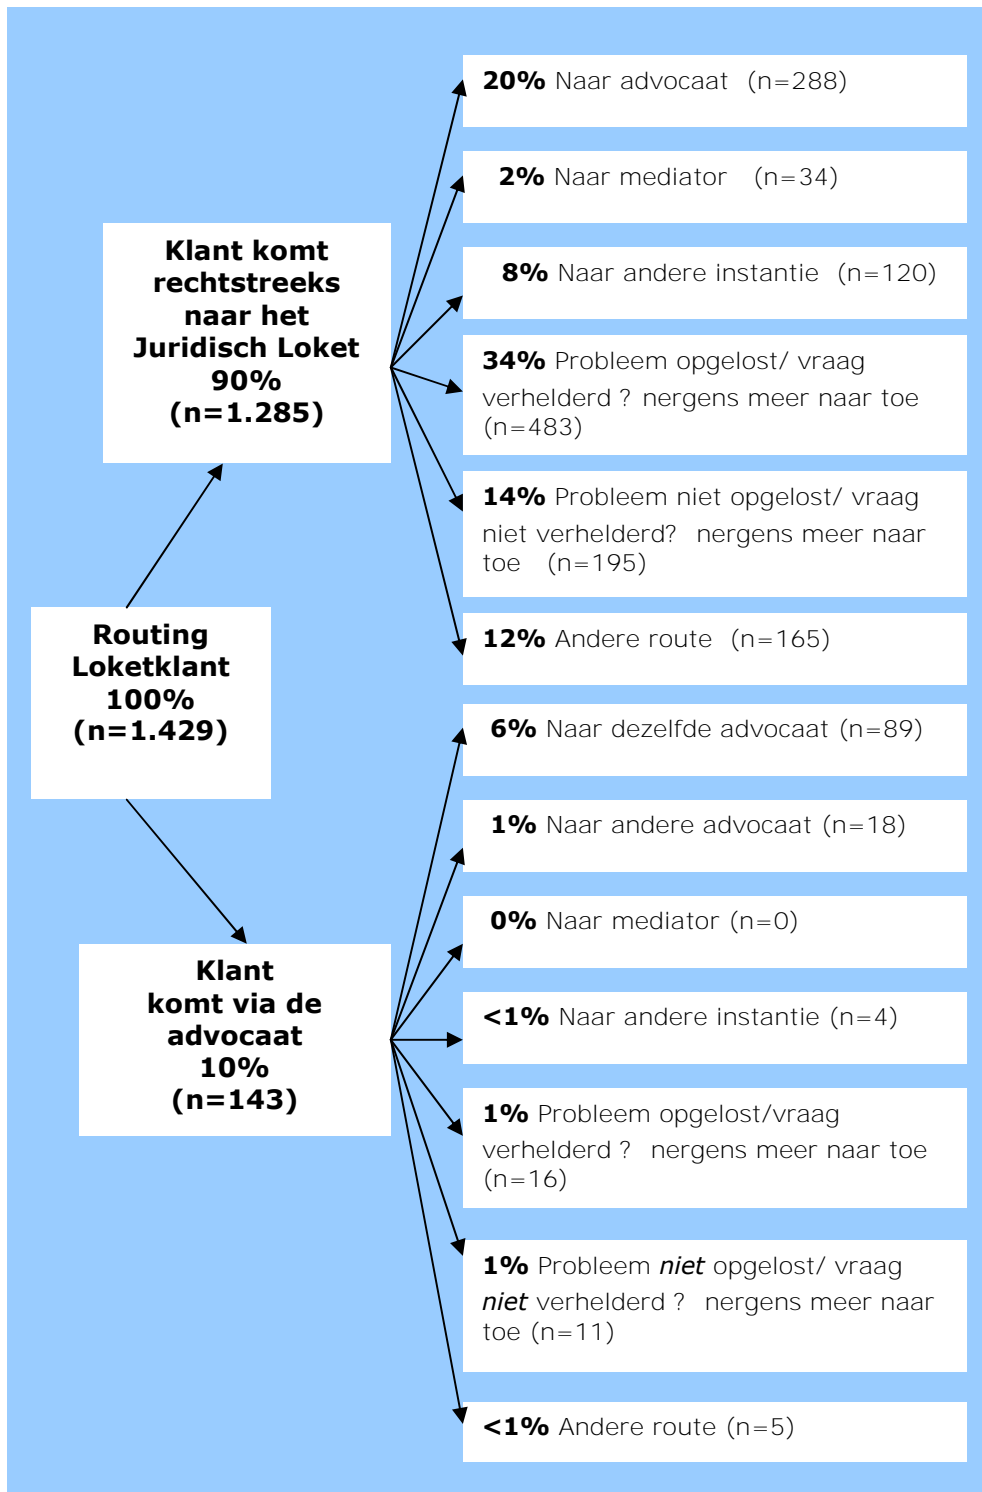 Routing
Loketklant
100%
(n=1.429)
Klant komt
rechtstreeks
naar het
Juridisch Loket
90%
(n=1.285)
20% Naar advocaat (n=288)
2% Naar mediator (n=34)
8% Naar andere instantie (n=120)
34% Probleem opgelost/ vraag
verhelderd ? nergens meer naar toe
(n=483)
14% Probleem niet opgelost/ vraag
niet verhelderd? nergens meer naar
toe (n=195)
12% Andere route (n=165)
Klant
komt via de
advocaat
10%
(n=143)
6% Naar dezelfde advocaat (n=89)
1% Naar andere advocaat (n=18)
0% Naar mediator (n=0)
<1% Naar andere instantie (n=4)
1% Probleem opgelost/vraag
verhelderd ? nergens meer naar toe
(n=16)
1% Probleem niet opgelost/ vraag
niet verhelderd ? nergens meer naar
toe (n=11)
<1% Andere route (n=5)